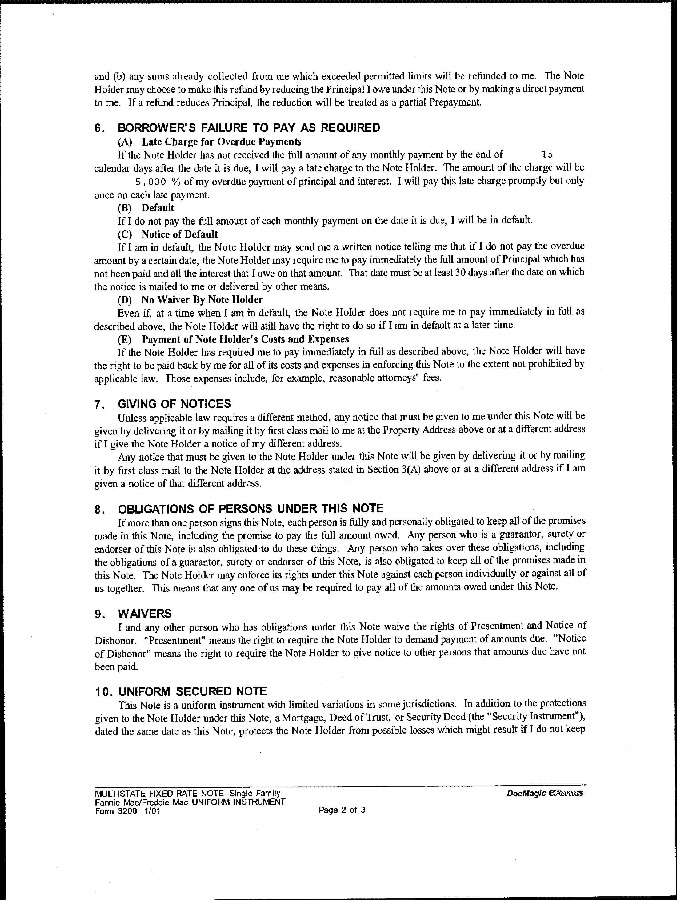 and (b) any sums already collected from me which exceeded permitted limits will be refunded to me. The Note
Holder may choose to make this refund by reducing the Principal I owe under this Note or by making a direct payment
to me. If a refund reduces Principal, the reduction will be treated as a partial Prepayment.
6. BORROWER'S FAILURE TO PAY AS REQUIRED
(A) Late Charge for Overdue Payments
If the Note Holder has not received the full amount of any monthly payment by the end of 15
calendar days after the date it is due, I will pay a late charge to the Note Holder. The amount of the charge will be
5.000 % of my overdue payment of principal and interest. I will pay this late charge promptly but only
once on each late payment.
(B) Default
If I do not pay the full amount of each monthly payment on the date it is due, I will be in default.
(C) Notice of Default
If I am in default, the Note Holder may send me a written notice telling me that if I do not pay the overdue
amount by a certain date, the Note Holder may require me to pay immediately the full amount of Principal which has
not been paid and all the interest that I owe on that amount. That date must be at least 30 days after the date on which
the notice is mailed to me or delivered by other means.
(D) No Waiver By Note Holder
Even if, at a time when I am in default, the Note Holder does not require me to pay immediately in full as
described above, the Note Holder will still have the right to do so if I am in default at a later time.
(E) Payment of Note Holder's Costs and Expenses
If the Note Holder has required me to pay immediately in full as described above, the Note Holder will have
the right to be paid back by me for all of its costs and expenses in enforcing this Note to the extent not prohibited by
applicable law. Those expenses include, for example, reasonable attorneys' fees.
7. GIVING OF NOTICES
Unless applicable law requires a different method, any notice that must be given to me under this Note will be
given by delivering it or by mailing it by first class mail to me at the Property Address above or at a different address
if I give the Note Holder a notice of my different address.
Any notice that must be given to the Note Holder under this Note will be given by delivering it or by mailing
it by first class mail to the Note Holder at the address stated in Section 3(A) above or at a different address if I am
given a notice of that different address.
8. OBLIGATIONS OF PERSONS UNDER THIS NOTE
If more than one person signs this Note, each person is fully and personally obligated to keep all of the promises
made in this Note, including the promise to pay the full amount owed. Any person who is a guarantor, surety or
endorser of this Note is also obligated to do these things. Any person who takes over these obligations, including
the obligations of a guarantor, surety or endorser of this Note, is also obligated to keep all of the promises made in
this Note. The Note Holder may enforce its rights under this Note against each person individually or against all of
us together. This means that any one of us may be required to pay all of the amounts owed under this Note.
9. WAIVERS
I and any other person who has obligations under this Note waive the rights of Presentment and Notice of
Dishonor. "Presentment" means the right to require the Note Holder to demand payment of amounts due. "Notice
of Dishonor" means the right to require the Note Holder to give notice to other persons that amounts due have not
been paid.
10. UNIFORM SECURED NOTE
This Note is a uniform instrument with limited variations in some jurisdictions. In addition to the protections
given to the Note Holder under this Note, a Mortgage, Deed of Trust, or Security Deed (the "Security Instrument"),
dated the same date as this Note, protects the Note Holder from possible losses which might result if I do not keep
MULTISTATE FIXED RATE NOTE--Single Family
Fannie Mae/Freddie Mac UNIFORM INSTRUMENT
Form 3200 1/01
Page 2 of 3
DocMagic